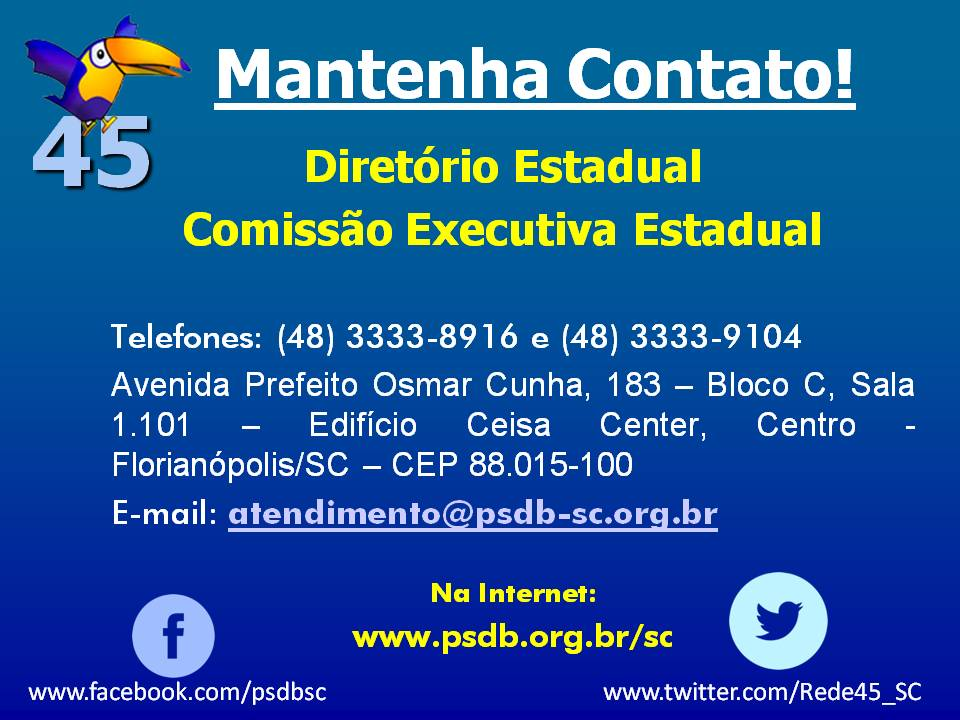 Mantenha Contato!
45
Diretório Estadual
Comissão Executiva Estadual
Telefones: (48) 3333-8916 e (48) 3333-9104
Avenida Prefeito Osmar Cunha, 183 – Bloco C, Sala
1.101 – Edifício Ceisa Center, Centro -
Florianópolis/SC – CEP 88.015-100
E-mail: atendimento@psdb-sc.org.br
Na Internet:
www.psdb.org.br/sc
www.facebook.com/psdbsc
www.twitter.com/Rede45_SC